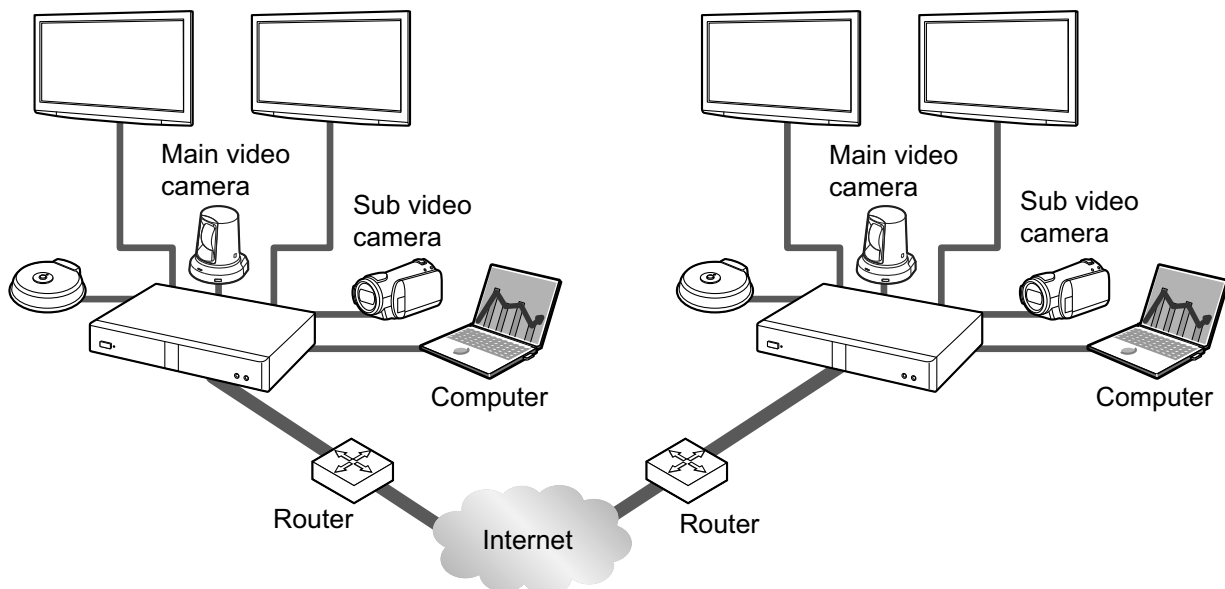 Main video
camera
Sub video
camera
Computer
Router
Internet
Main video
camera
Sub video
camera
Computer
Router